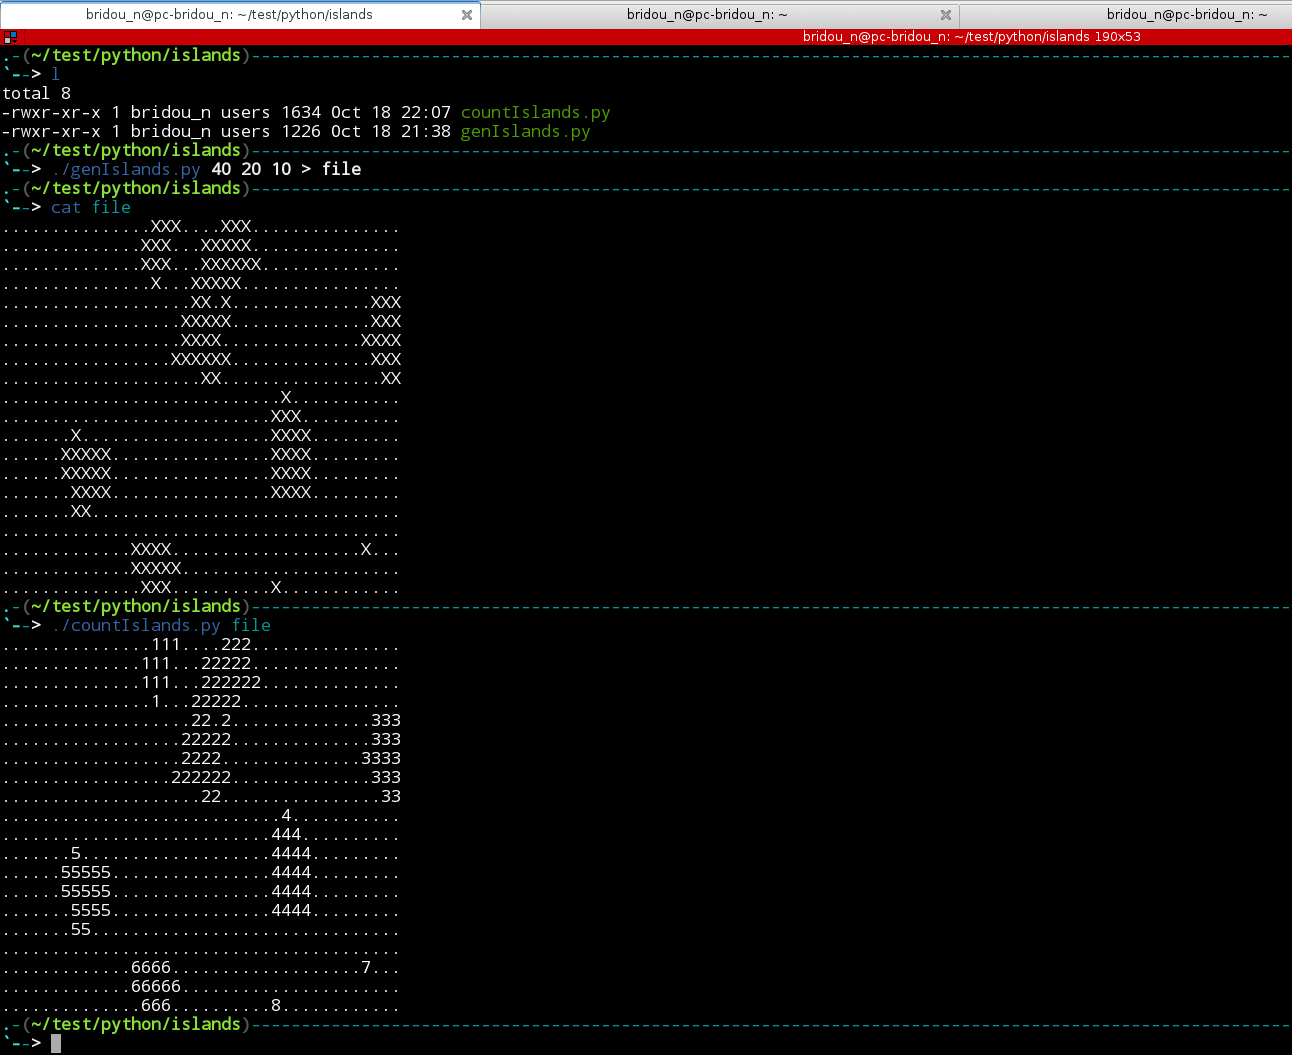 bridou_n@pc-bridou_n: ~/test/python/islands
bridou_n@pc-bridou_n: ~
bridou_n@pc-bridou_n: ~
bridou_n@pc-bridou_n: ~/test/python/islands 190x53
.-(~/test/python/islands)--------------------------------------------------------------------------------------------------------
`--> l
total 8
-rwxr-xr-x 1 bridou_n users 1634 Oct 18 22:07 countIslands.py
-rwxr-xr-x 1 bridou_n users 1226 Oct 18 21:38 genIslands.py
.-(~/test/python/islands)--------------------------------------------------------------------------------------------------------
`--> ./genIslands.py 40 20 10 > file
.-(~/test/python/islands)--------------------------------------------------------------------------------------------------------
`--> cat file
...............XXX....XXX...............
..............XXX...XXXXX...............
..............XXX...XXXXXX..............
...............X...XXXXX................
...................XX.X..............XXX
..................XXXXX..............XXX
..................XXXX..............XXXX
.................XXXXXX..............XXX
....................XX................XX
............................X...........
...........................XXX..........
.......X...................XXXX.........
......XXXXX................XXXX.........
......XXXXX................XXXX.........
.......XXXX................XXXX.........
.......XX...............................
........................................
.............XXXX...................X...
.............XXXXX......................
..............XXX..........X............
.-(~/test/python/islands)--------------------------------------------------------------------------------------------------------
`--> ./countIslands.py file
...............111....222...............
..............111...22222...............
..............111...222222..............
...............1...22222................
...................22.2..............333
..................22222..............333
..................2222..............3333
.................222222..............333
....................22................33
............................4...........
...........................444..........
.......5...................4444.........
......55555................4444.........
......55555................4444.........
.......5555................4444.........
.......55...............................
........................................
.............6666...................7...
.............66666......................
..............666..........8............
.-(~/test/python/islands)--------------------------------------------------------------------------------------------------------
`-->